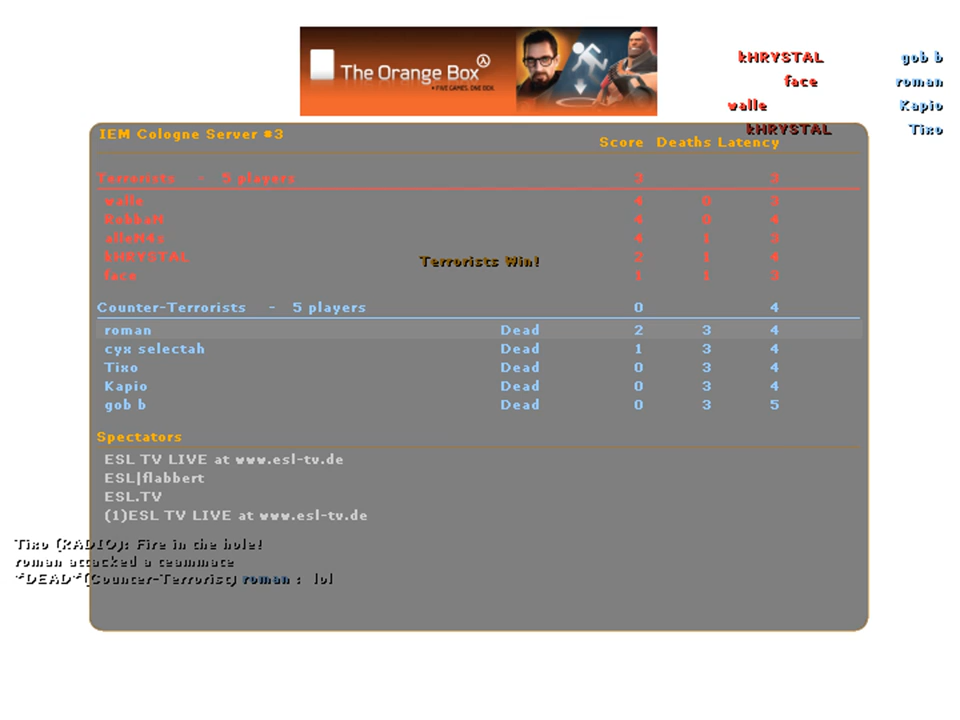 The Orange Box
• FIVE GAMES. ONE BOX.
kHRYSTAL gob b
face roman
walle Kapio
kHRYSTAL Tixo
IEM Cologne Server #3
Score Deaths Latency
Terrorists - 5 players 3 3
walle 4 0 3
RobbaN 4 0 4
4 1 3
kHRYSTAL 2 1 4
face 1 1 3
Terrorists Win!
Counter-Terrorists - 5 players 0 4
roman Dead 2 3 4
cyx selectah Dead 1 3 4
Tixo Dead 0 3 4
Kapio Dead 0 3 4
gob b Dead 0 3 5
Spectators
ESL TV LIVE at www.esl-tv.de
ESL|flabbert
ESL.TV
(1)ESL TV LIVE at www.esl-tv.de
Tixo (RADIO): Fire in the hole!
roman attacked a teammate
*DEAD*(Counter-Terrorist) roman : lol